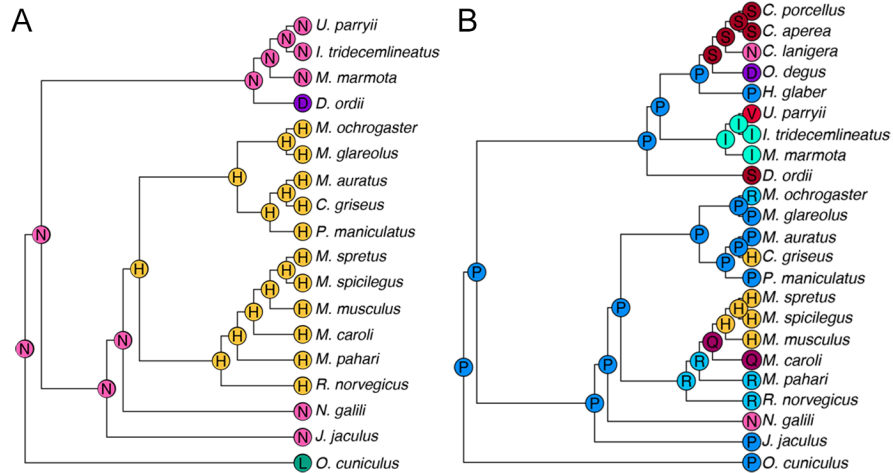 A
N U. parryii
N
N I. tridecemlineatus
N
N M. marmota
N
D D. ordii
H M. ochrogaster
H
H M. glareolus
H
H M. auratus
H
H C. griseus
H
H P. maniculatus
N
H M. spretus
H
H
H M. spicilegus
H
H M. musculus
H
H M. caroli
H
N
N
H M. pahari
H
H R. norvegicus
N
N N. galili
N J. jaculus
L O. cuniculus
B
S C. porcellus
S
S C. aperea
S
N C. lanigera
S
D O. degus
P
P H. glaber
P
V U. parryii
I
I I. tridecemlineatus
I
P
I M. marmota
S D. ordii
R M. ochrogaster
P
P M. glareolus
P
P M. auratus
P
H C. griseus
P
P
P P. maniculatus
H M. spretus
P
H
H M. spicilegus
H
H M. musculus
Q
Q M. caroli
R
P
P
R M. pahari
R
R R. norvegicus
P
N N. galili
P J. jaculus
P O. cuniculus